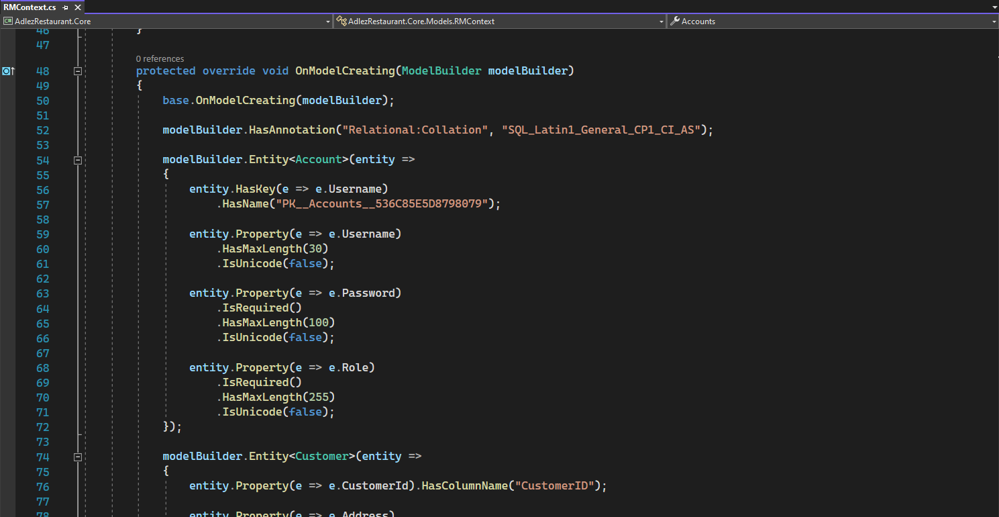 RMContext.cs
C# AdlezRestaurant.Core
AdlezRestaurant.Core.Models.RMContext
Accounts
46 }
47
0 references
48 protected override void OnModelCreating(ModelBuilder modelBuilder)
49 {
50 base.OnModelCreating(modelBuilder);
51
52 modelBuilder.HasAnnotation("Relational:Collation", "SQL_Latin1_General_CP1_CI_AS");
53
54 modelBuilder.Entity<Account>(entity =>
55 {
56 entity.HasKey(e => e.Username)
57 .HasName("PK__Accounts__536C85E5D8798079");
58
59 entity.Property(e => e.Username)
60 .HasMaxLength(30)
61 .IsUnicode(false);
62
63 entity.Property(e => e.Password)
64 .IsRequired()
65 .HasMaxLength(100)
66 .IsUnicode(false);
67
68 entity.Property(e => e.Role)
69 .IsRequired()
70 .HasMaxLength(255)
71 .IsUnicode(false);
72 });
73
74 modelBuilder.Entity<Customer>(entity =>
75 {
76 entity.Property(e => e.CustomerId).HasColumnName("CustomerID");
77
78 entity.Property(e => e.Address)